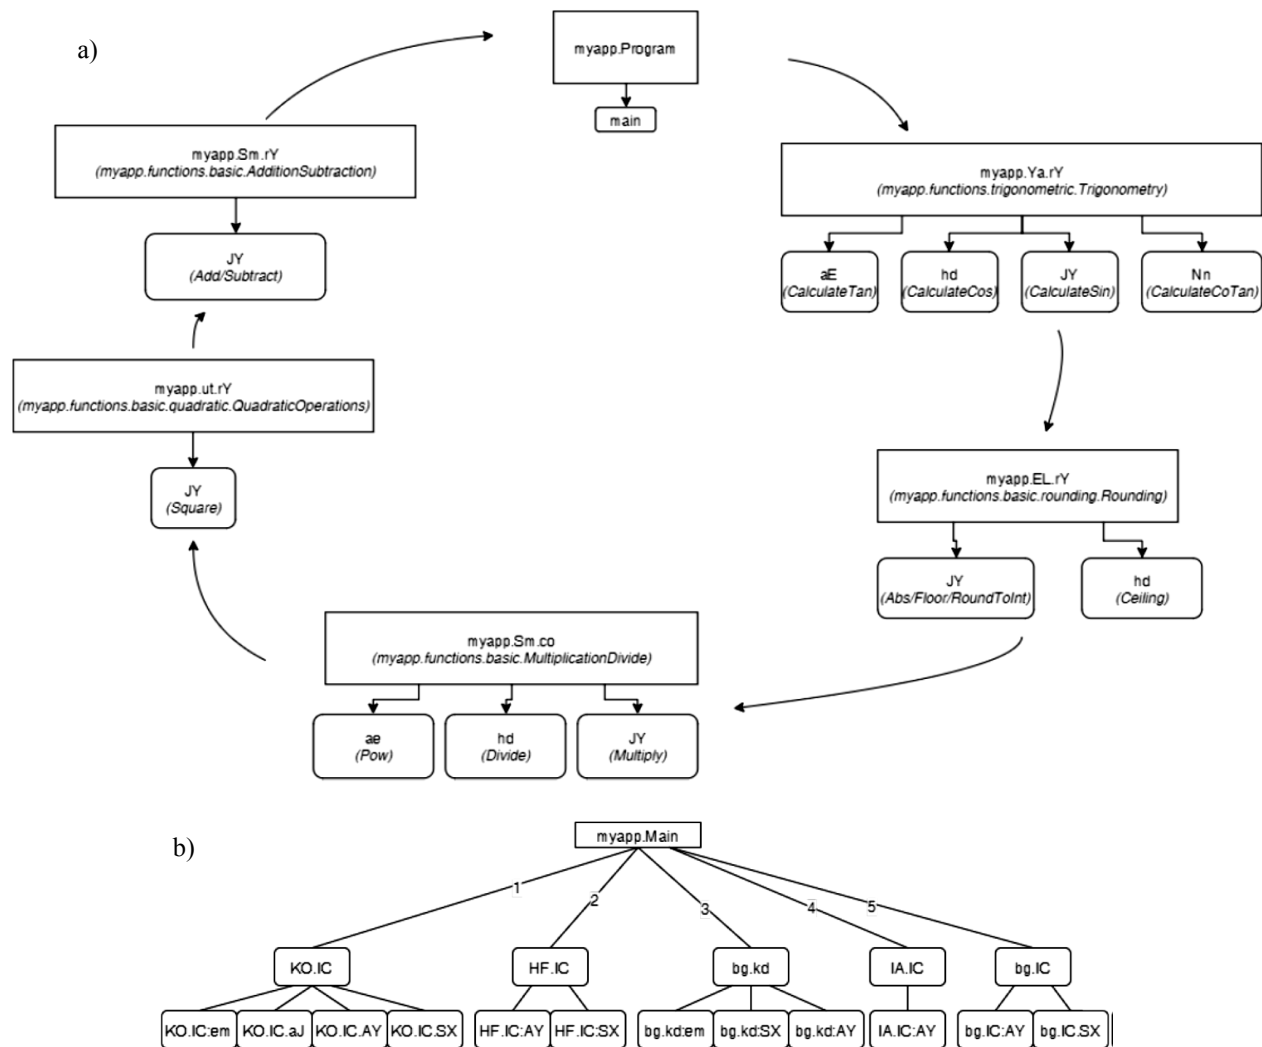 a)
myapp.Program
main
myapp.Sm.rY
(myapp.functions.basic.AdditionSubtraction)
JY
(Add/Subtract)
myapp.Ya.rY
(myapp.functions.trigonometric.Trigonometry)
aE
(CalculateTan)
hd
(CalculateCos)
JY
(CalculateSin)
Nn
(CalculateCoTan)
myapp.ut.rY
(myapp.functions.basic.quadratic.QuadraticOperations)
JY
(Square)
myapp.EL.rY
(myapp.functions.basic.rounding.Rounding)
JY
(Abs/Floor/RoundToInt)
hd
(Ceiling)
myapp.Sm.co
(myapp.functions.basic.MultiplicationDivide)
ae
(Pow)
hd
(Divide)
JY
(Multiply)
b)
myapp.Main
1
2
3
4
5
KO.IC
HF.IC
bg.kd
IA.IC
bg.IC
KO.IC:em
KO.IC.aJ
KO.IC.AY
KO.IC.SX
HF.IC:AY
HF.IC:SX
bg.kd:em
bg.kd:SX
bg.kd:AY
IA.IC:AY
bg.IC:AY
bg.IC.SX